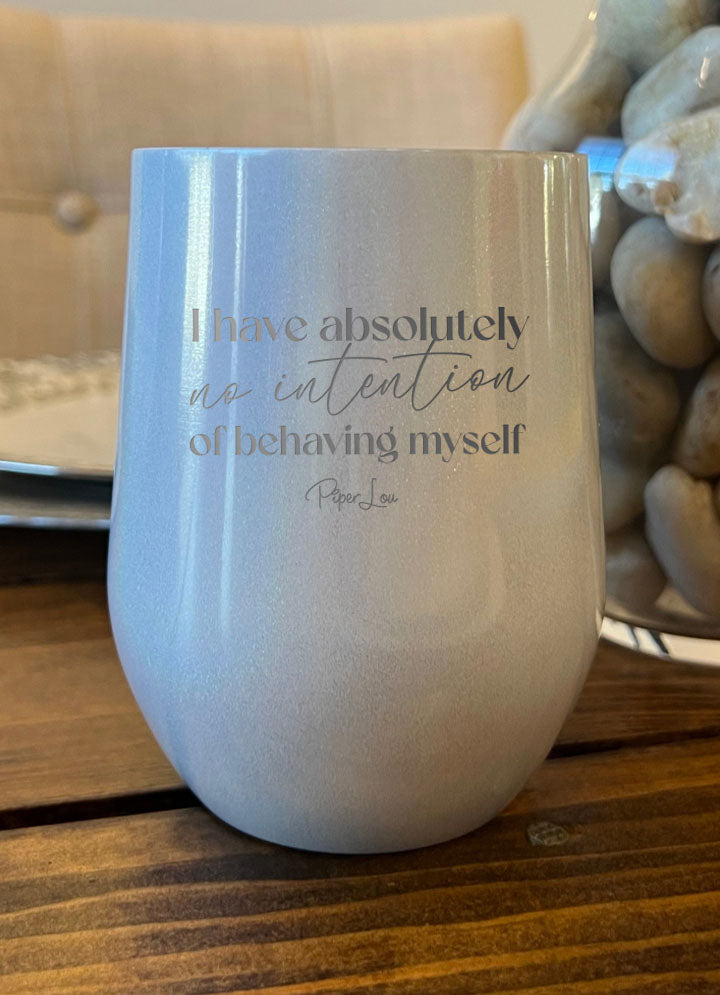 I have absolutely
no intention
of behaving myself
Piper Lou